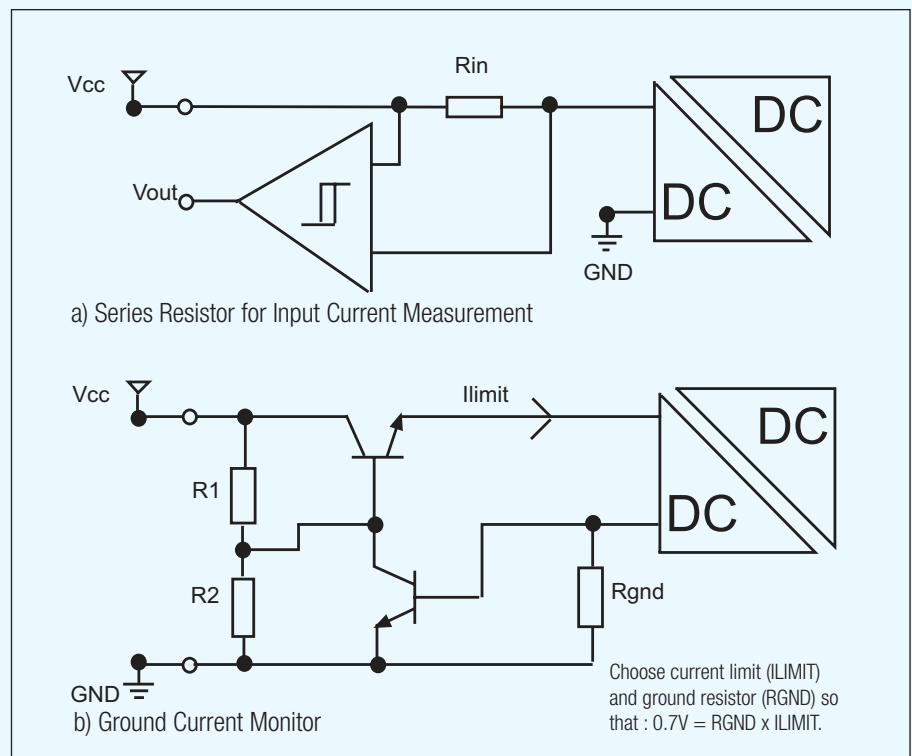 Vcc
Rin
DC
DC
Vout
GND
a) Series Resistor for Input Current Measurement
Vcc
Ilimit
DC
DC
R1
R2
Rgnd
GND
b) Ground Current Monitor
Choose current limit (ILIMIT)
and ground resistor (RGND) so
that : 0.7V = RGND x ILIMIT.